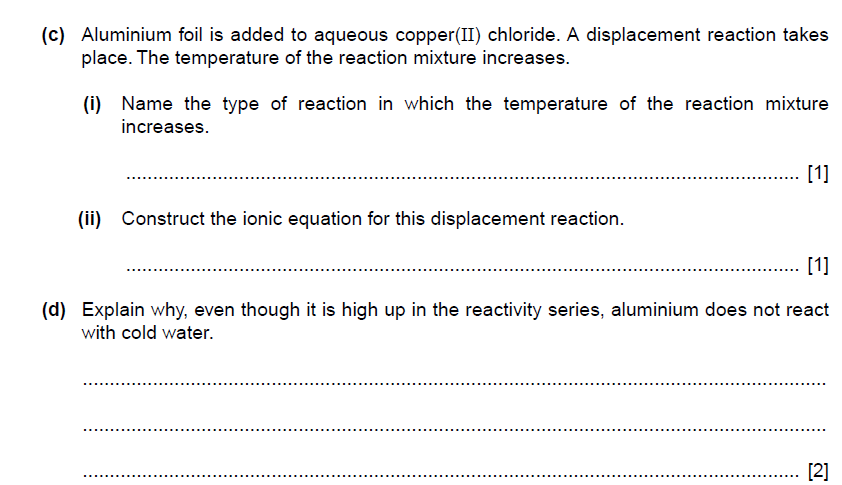 (c) Aluminium foil is added to aqueous copper(II) chloride. A displacement reaction takes
place. The temperature of the reaction mixture increases.
(i) Name the type of reaction in which the temperature of the reaction mixture
increases.
.......................................................................................................................... [1]
(ii) Construct the ionic equation for this displacement reaction.
.......................................................................................................................... [1]
(d) Explain why, even though it is high up in the reactivity series, aluminium does not react
with cold water.
..........................................................................................................................
..........................................................................................................................
.......................................................................................................................... [2]